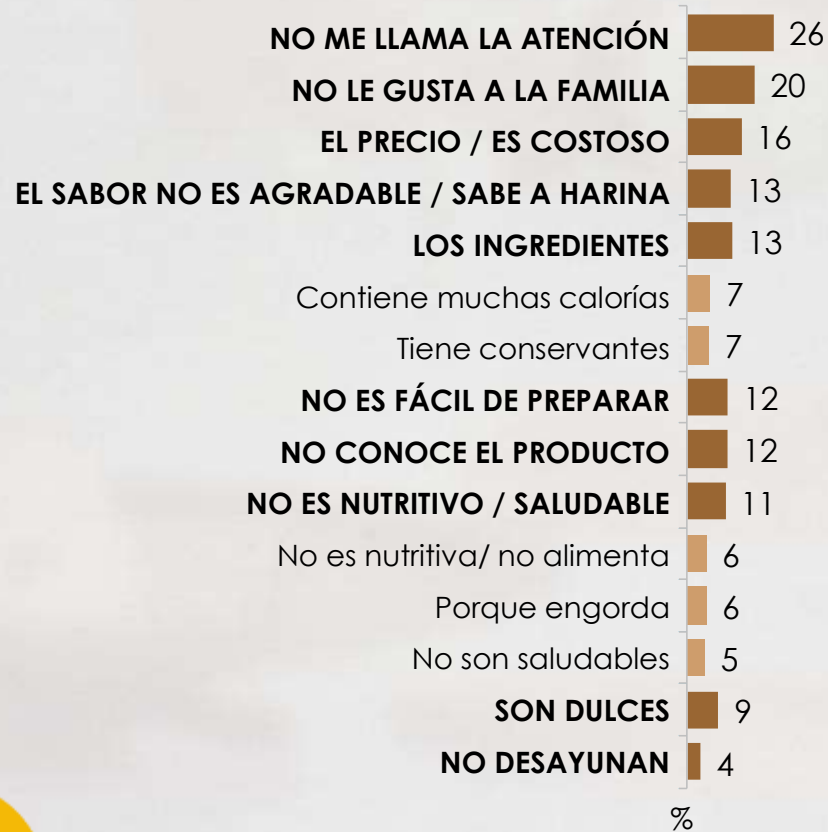 NO ME LLAMA LA ATENCIÓN 26
NO LE GUSTA A LA FAMILIA 20
EL PRECIO / ES COSTOSO 16
EL SABOR NO ES AGRADABLE / SABE A HARINA 13
LOS INGREDIENTES 13
Contiene muchas calorías 7
Tiene conservantes 7
NO ES FÁCIL DE PREPARAR 12
NO CONOCE EL PRODUCTO 12
NO ES NUTRITIVO / SALUDABLE 11
No es nutritiva/ no alimenta 6
Porque engorda 6
No son saludables 5
SON DULCES 9
NO DESAYUNAN 4
%